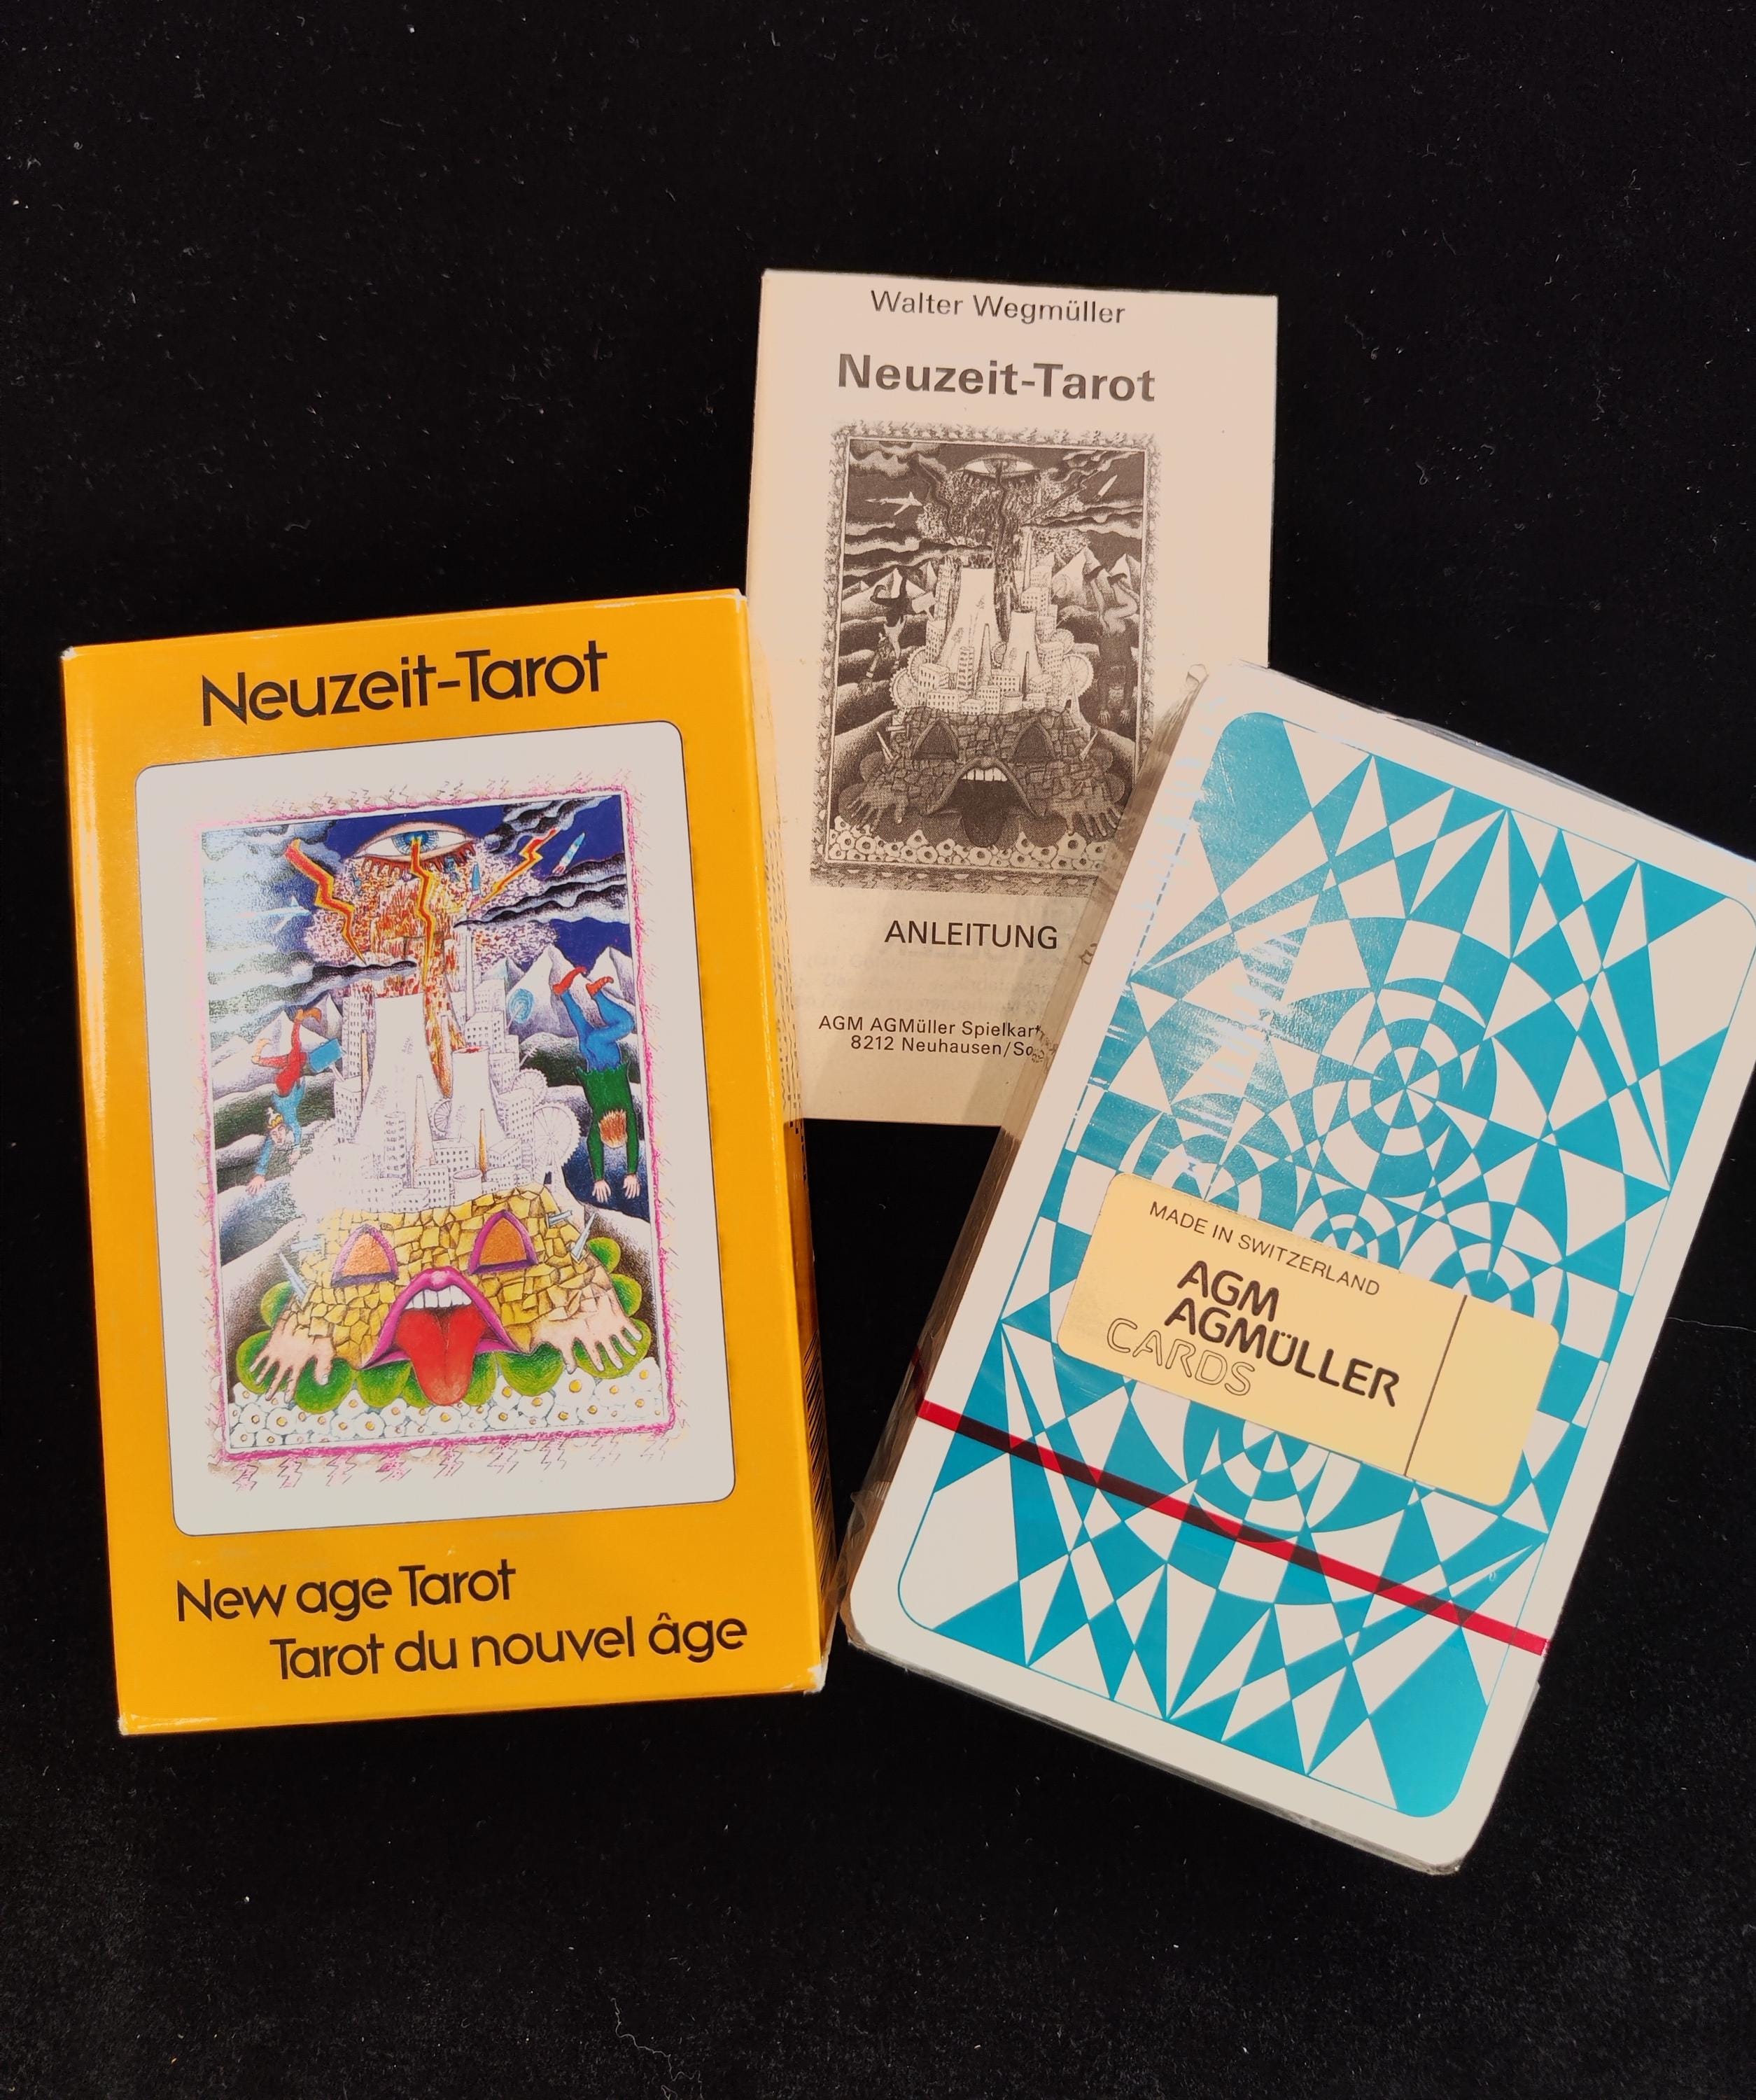 Neuzeit-Tarot
New age Tarot
Tarot du nouvel âge
Walter Wegmüller
Neuzeit-Tarot
ANLEITUNG
AGM AGMüller
8212
MADE IN SWITZERLAND
AGM
AGMÜLLER
CARDS